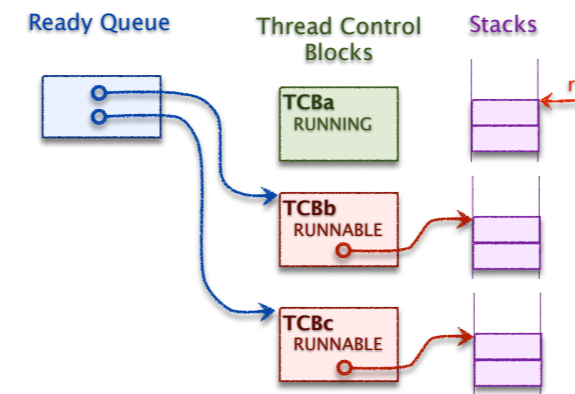 Ready Queue
Thread Control
Blocks
Stacks
TCBa
RUNNING
TCBb
RUNNABLE
TCBc
RUNNABLE